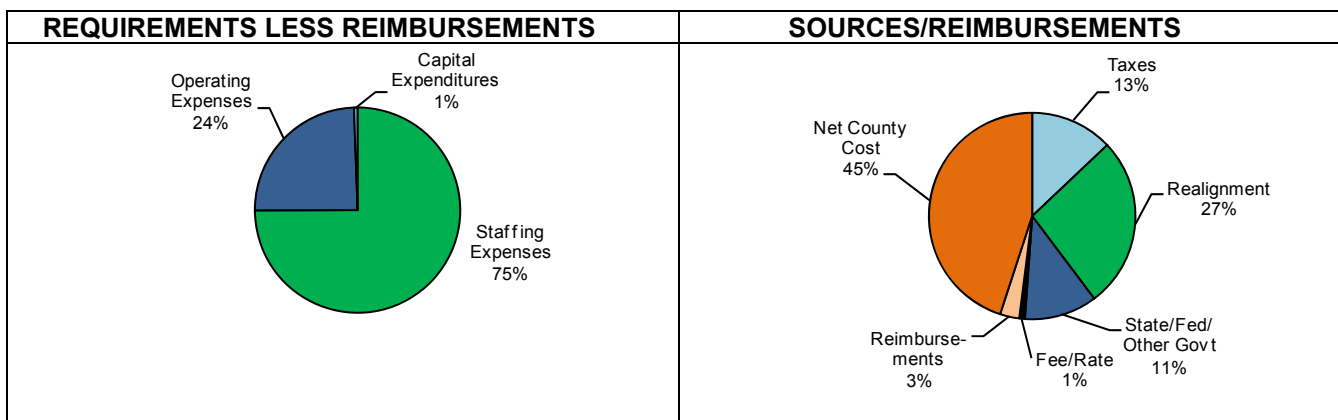 REQUIREMENTS LESS REIMBURSEMENTS
Capital
Expenditures
1%
Operating
Expenses
24%
Staffing
Expenses
75%
SOURCES/REIMBURSEMENTS
Taxes
13%
Realignment
27%
State/Fed/
Other Govt
11%
Fee/Rate
1%
Reimburse-
ments
3%
Net County
Cost
45%